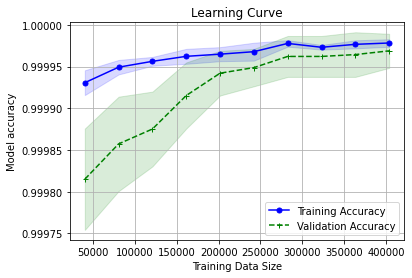 Learning Curve
1.00000
0.99995
0.99990
0.99985
0.99980
0.99975
Model accuracy
Training Accuracy
Validation Accuracy
50000 100000 150000 200000 250000 300000 350000 400000
Training Data Size